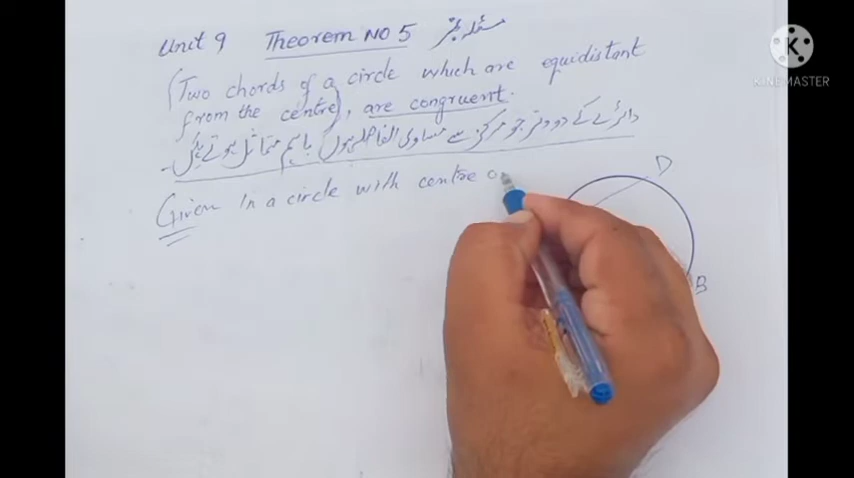 Unit 9 Theorem NO 5 مسئلہ نمبر
(Two chords of a circle which are equidistant
from the centre), are congruent.
دائرے کے دو وتر جو مرکز سے مساوی الفاصلہ ہوں باہم متماثل ہوتے ہیں۔
Given In a circle with centre o
D
B
K
KINEMASTER